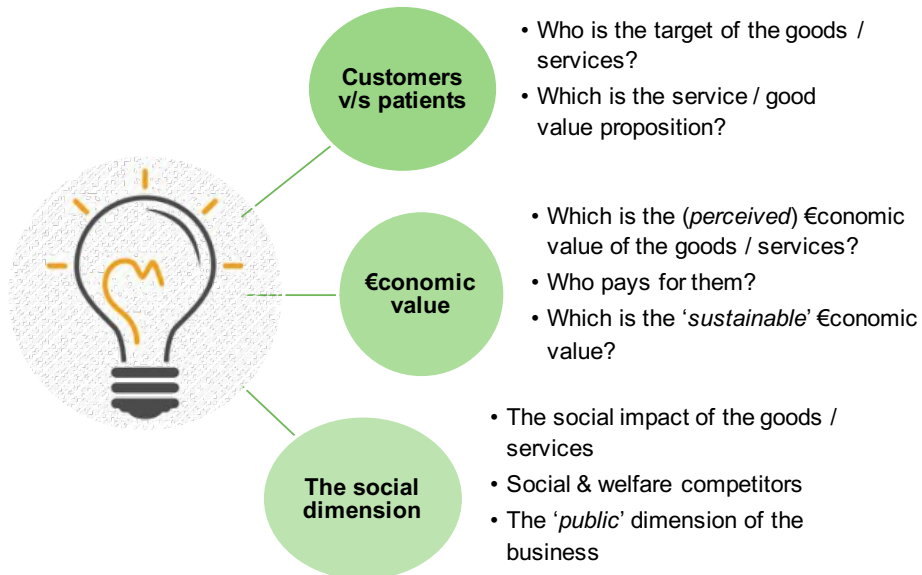 Customers
v/s patients
• Who is the target of the goods /
services?
• Which is the service / good
value proposition?
€conomic
value
• Which is the (perceived) €conomic
value of the goods / services?
• Who pays for them?
• Which is the ‘sustainable’ €conomic
value?
The social
dimension
• The social impact of the goods /
services
• Social & welfare competitors
• The ‘public’ dimension of the
business